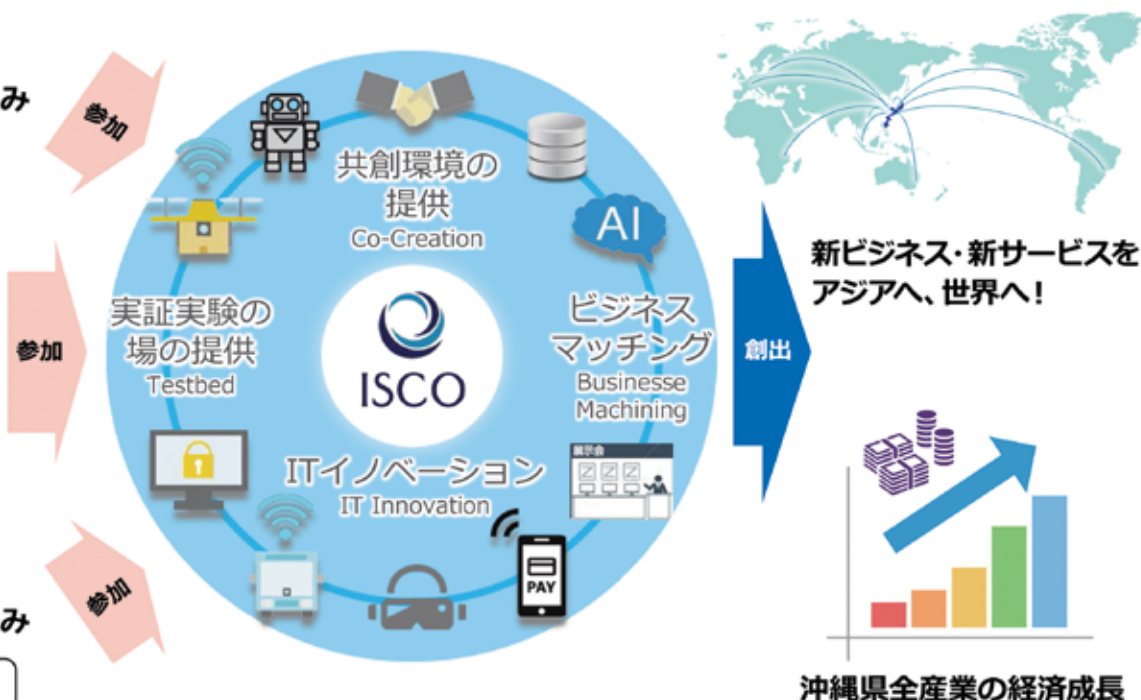 み
参加
共創環境の
提供
Co-Creation
AI
新ビジネス・新サービスを
アジアへ、世界へ!
実証実験の
場の提供
Testbed
参加
ISCO
ビジネス
マッチング
Businesse
Machining
創出
ITイノベーション
IT Innovation
展示会
PAY
参加
み
沖縄県全産業の経済成長